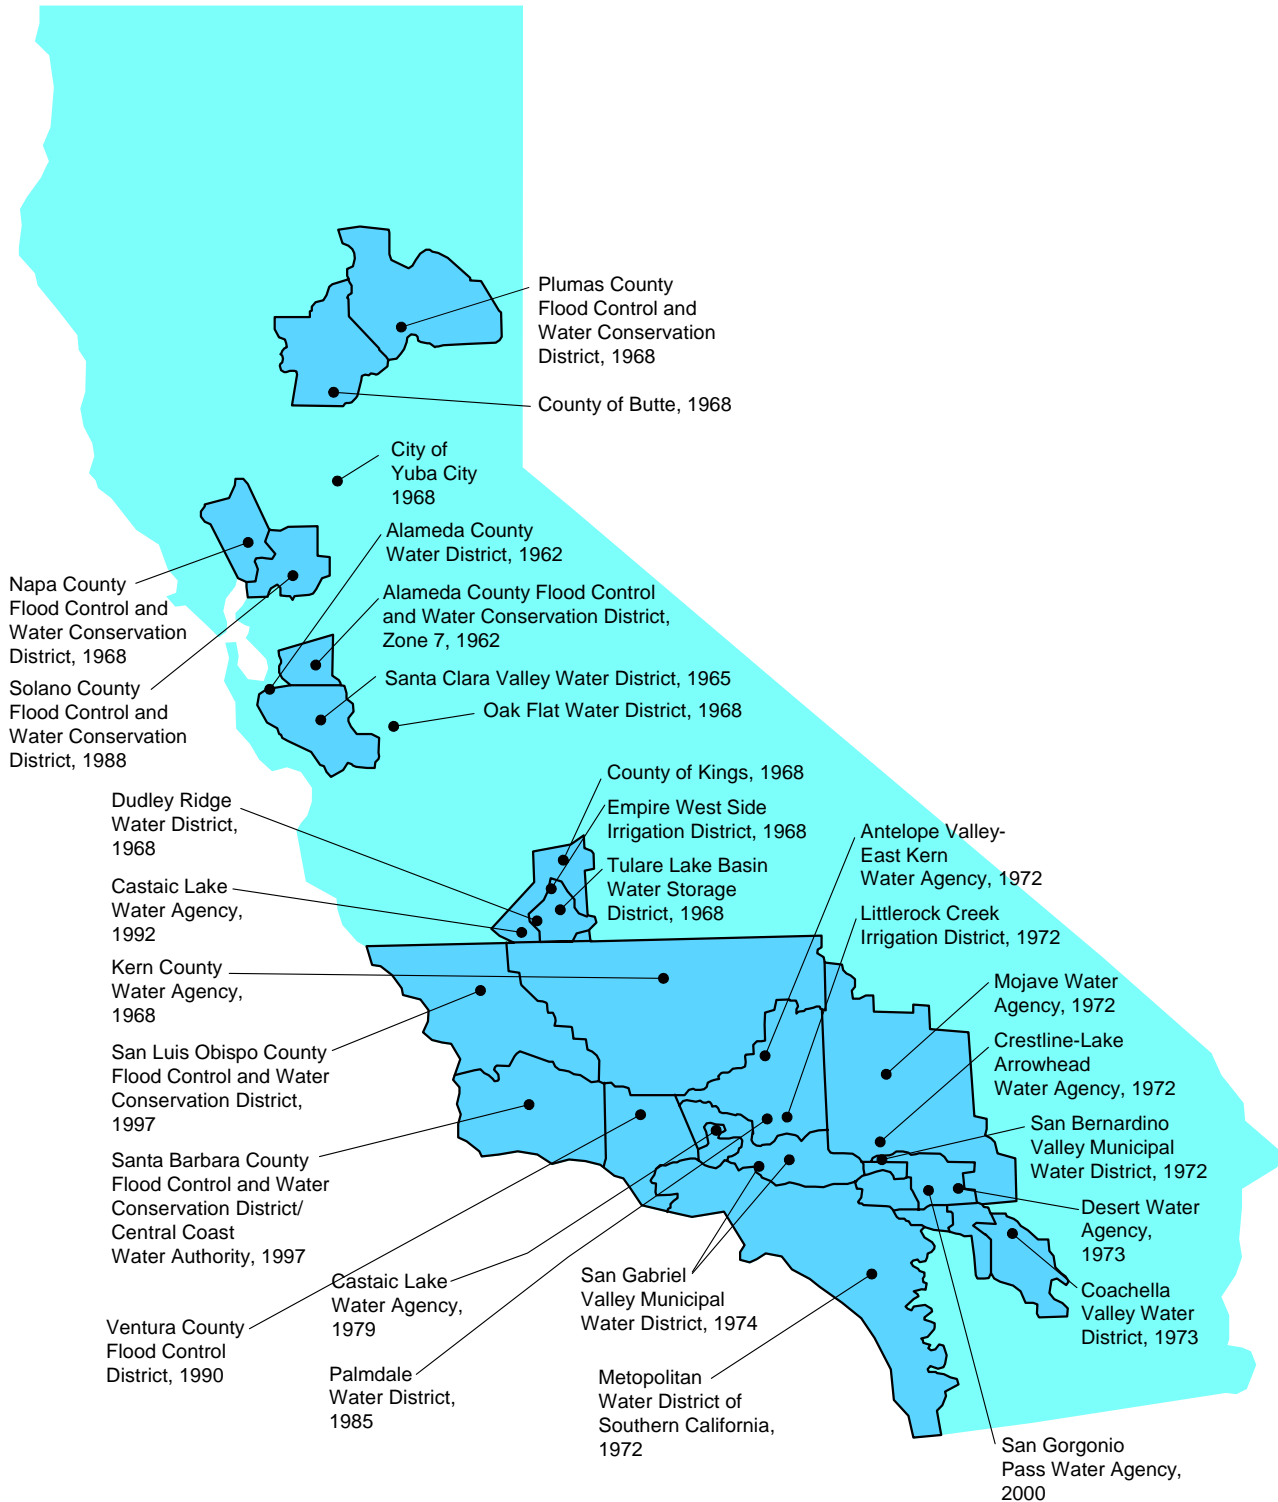 Plumas County
Flood Control and
Water Conservation
District, 1968
County of Butte, 1968
City of
Yuba City
1968
Alameda County
Water District, 1962
Alameda County Flood Control
and Water Conservation District,
Zone 7, 1962
Napa County
Flood Control and
Water Conservation
District, 1968
Solano County
Flood Control and
Water Conservation
District, 1988
Santa Clara Valley Water District, 1965
Oak Flat Water District, 1968
County of Kings, 1968
Empire West Side
Irrigation District, 1968
Tulare Lake Basin
Water Storage
District, 1968
Dudley Ridge
Water District,
1968
Castaic Lake
Water Agency,
1992
Kern County
Water Agency,
1968
San Luis Obispo County
Flood Control and Water
Conservation District,
1997
Santa Barbara County
Flood Control and Water
Conservation District/
Central Coast
Water Authority, 1997
Ventura County
Flood Control
District, 1990
Antelope Valley-
East Kern
Water Agency, 1972
Littlerock Creek
Irrigation District, 1972
Mojave Water
Agency, 1972
Crestline-Lake
Arrowhead
Water Agency, 1972
San Bernardino
Valley Municipal
Water District, 1972
Desert Water
Agency,
1973
Coachella
Valley Water
District, 1973
Castaic Lake
Water Agency,
1979
Palmdale
Water District,
1985
San Gabriel
Valley Municipal
Water District, 1974
Metopolitan
Water District of
Southern California,
1972
San Gorgonio
Pass Water Agency,
2000